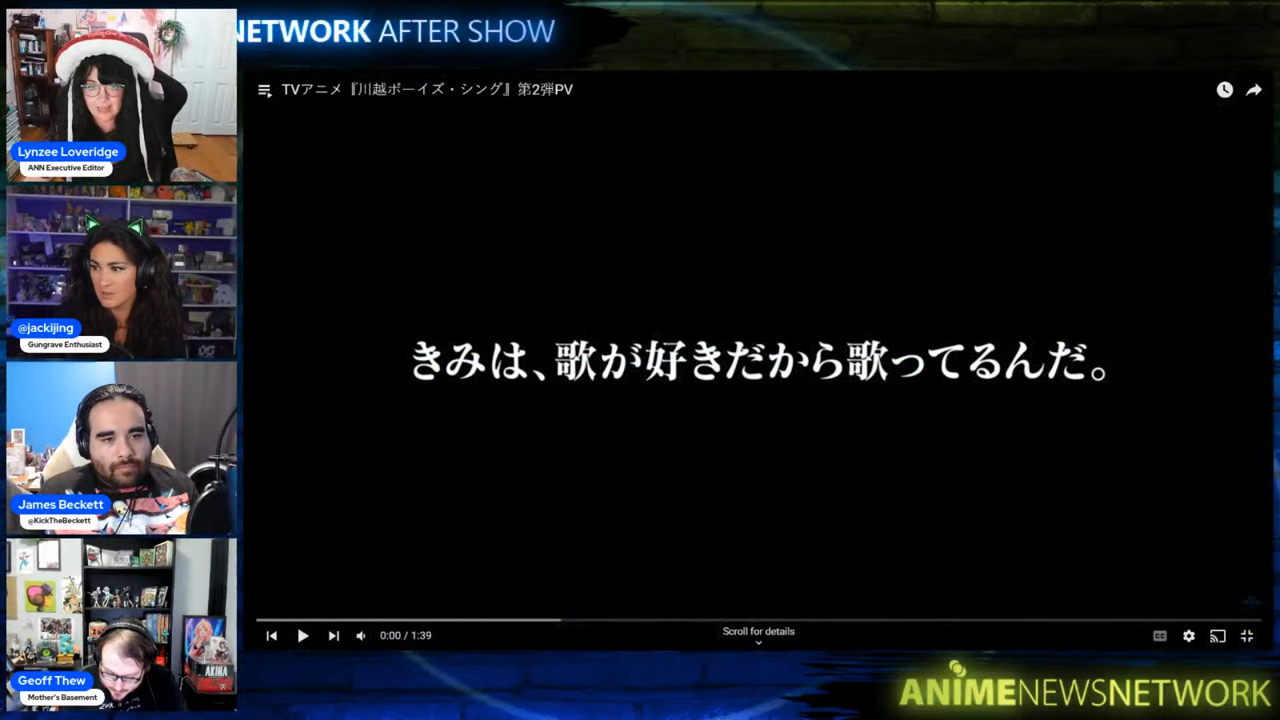 NETWORK AFTER SHOW
TVアニメ『川越ボーイズ・シング』第2弾PV
Lynzee Loveridge
ANN Executive Editor
@jackijing
Gungrave Enthusiast
James Beckett
@KickTheBeckett
Geoff Thew
Mother's Basement
AKIRA
きみは、歌が好きだから歌ってるんだ。
0:00 / 1:39
Scroll for details
CC
ANIMENEWSNETWORK